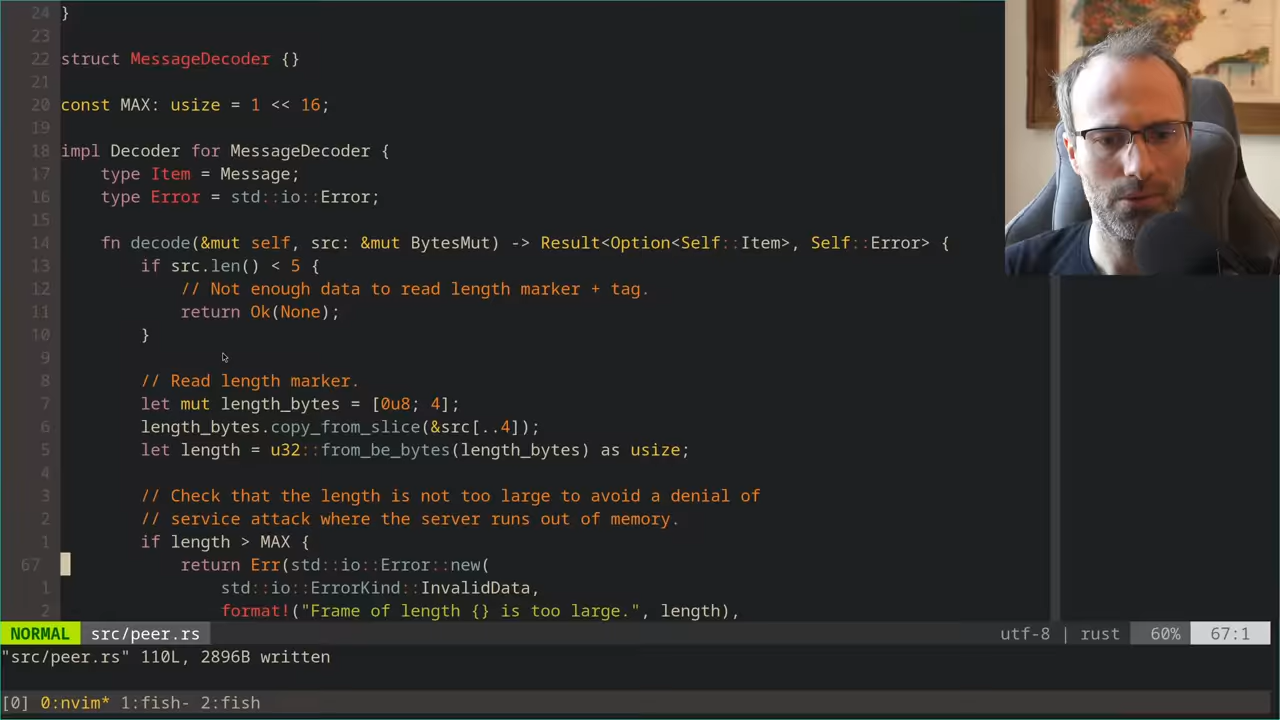 24 }
23
22 struct MessageDecoder {}
21
20 const MAX: usize = 1 << 16;
19
18 impl Decoder for MessageDecoder {
17     type Item = Message;
16     type Error = std::io::Error;
15
14     fn decode(&mut self, src: &mut BytesMut) -> Result<Option<Self::Item>, Self::Error> {
13         if src.len() < 5 {
12             // Not enough data to read length marker + tag.
11             return Ok(None);
10         }
9
8         // Read length marker.
7         let mut length_bytes = [0u8; 4];
6         length_bytes.copy_from_slice(&src[..4]);
5         let length = u32::from_be_bytes(length_bytes) as usize;
4
3         // Check that the length is not too large to avoid a denial of
2         // service attack where the server runs out of memory.
1         if length > MAX {
67             return Err(std::io::Error::new(
1                 std::io::ErrorKind::InvalidData,
2                 format!("Frame of length {} is too large.", length),
NORMAL src/peer.rs utf-8 | rust 60% 67:1
"src/peer.rs" 110L, 2896B written
[0] 0:nvim* 1:fish- 2:fish